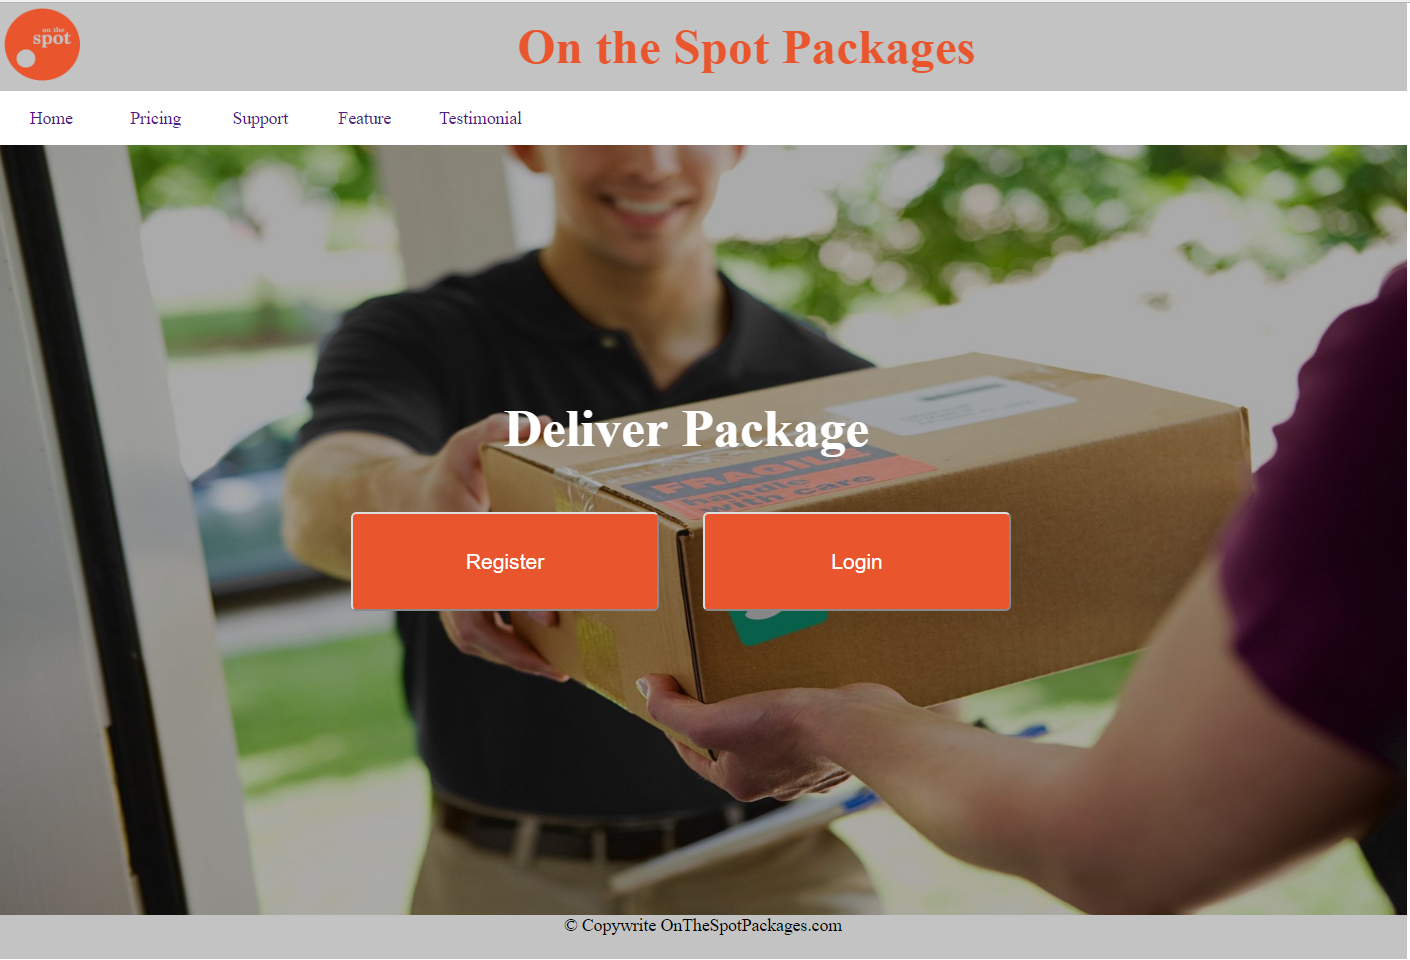 on the
spot
On the Spot Packages
Home Pricing Support Feature Testimonial
Deliver Package
FRAGILE
handle
with care
Register Login
© Copywrite OnTheSpotPackages.com